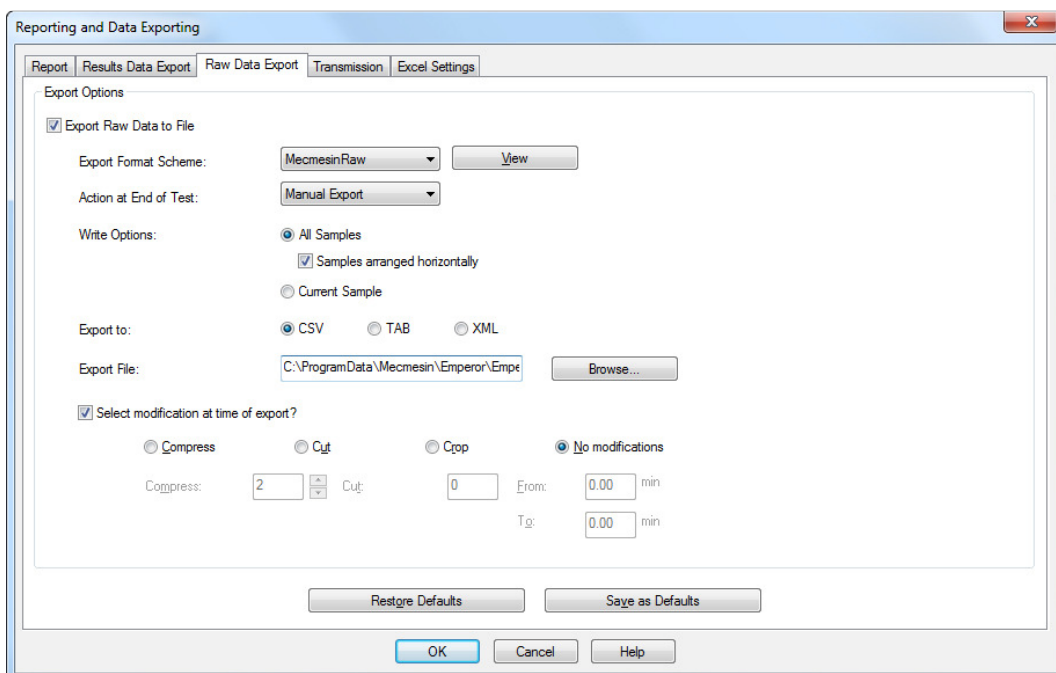 Reporting and Data Exporting
Report Results Data Export Raw Data Export Transmission Excel Settings
Export Options
Export Raw Data to File
Export Format Scheme: MecmesinRaw View
Action at End of Test: Manual Export
Write Options: All Samples
Samples arranged horizontally
Current Sample
Export to: CSV TAB XML
Export File: C:\ProgramData\Mecmesin\Emperor\Empe Browse...
Select modification at time of export?
Compress Cut Crop No modifications
Compress: 2 Cut: 0 From: 0.00 min
To: 0.00 min
Restore Defaults Save as Defaults
OK Cancel Help